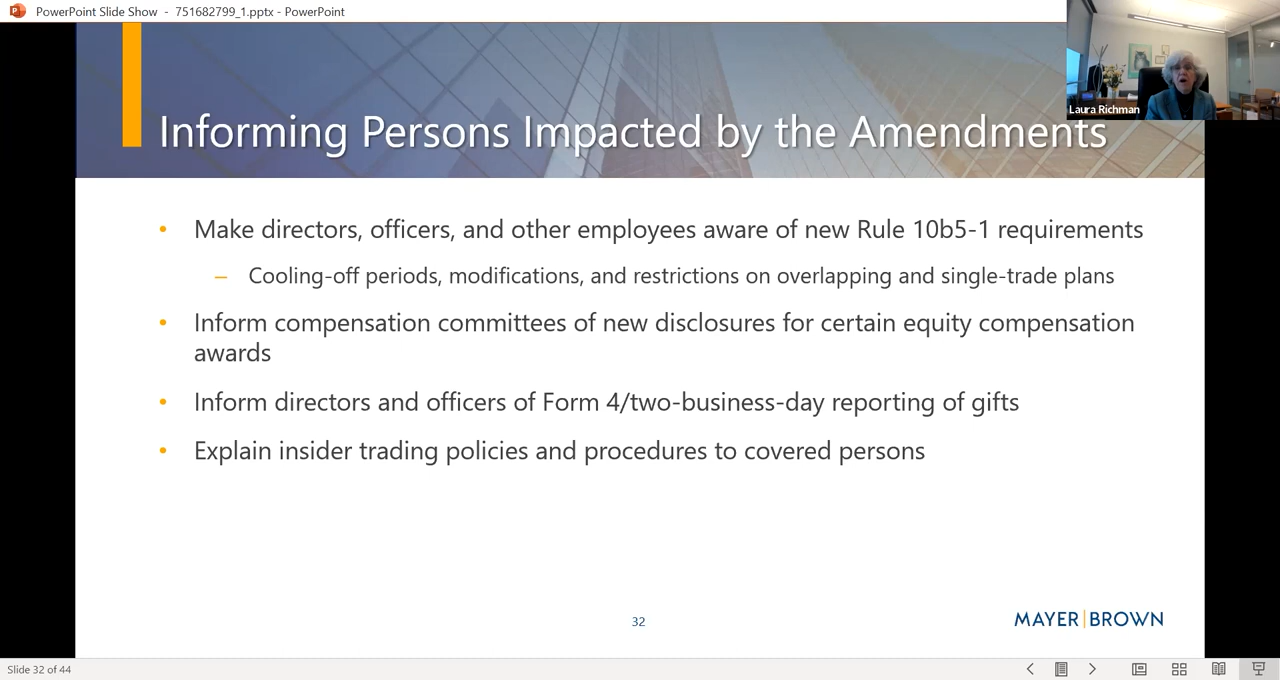 PowerPoint Slide Show - 751682799_1.pptx - PowerPoint
Laura Richman
Informing Persons Impacted by the Amendments
• Make directors, officers, and other employees aware of new Rule 10b5-1 requirements
– Cooling-off periods, modifications, and restrictions on overlapping and single-trade plans
• Inform compensation committees of new disclosures for certain equity compensation
awards
• Inform directors and officers of Form 4/two-business-day reporting of gifts
• Explain insider trading policies and procedures to covered persons
32
MAYER|BROWN
Slide 32 of 44